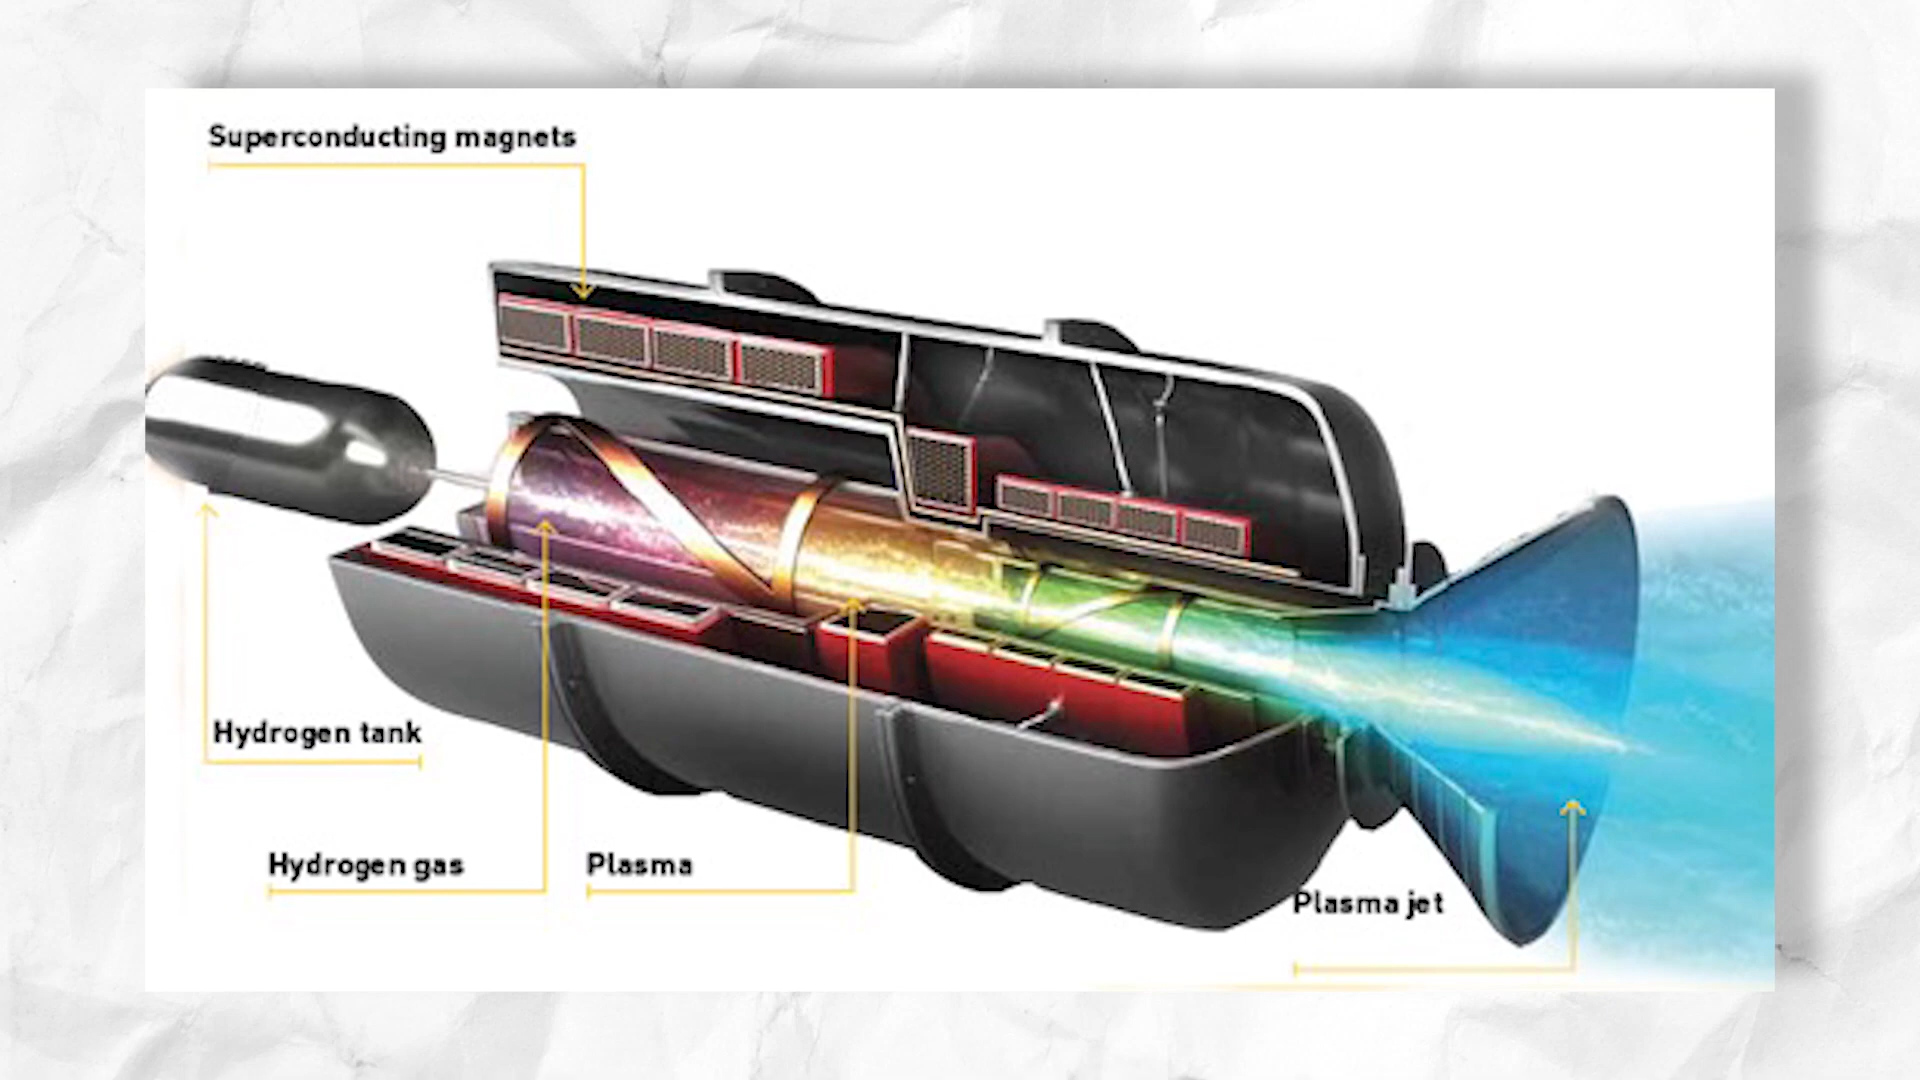 Superconducting magnets
Hydrogen tank
Hydrogen gas
Plasma
Plasma jet